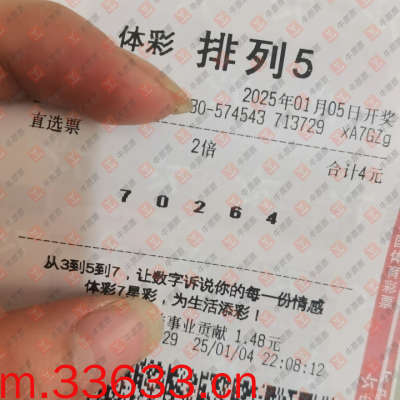 体彩 排列5
2025年01月05日开奖
30-574543 713729 xA7GZg
直选票 2倍 合计4元
7 0 2 6 4
从3到5到7，让数字诉说你的每一份情感
体彩7星彩，为生活添彩！
事业贡献 1.48元
29 25/01/04 22:08:12
m.33633.cn